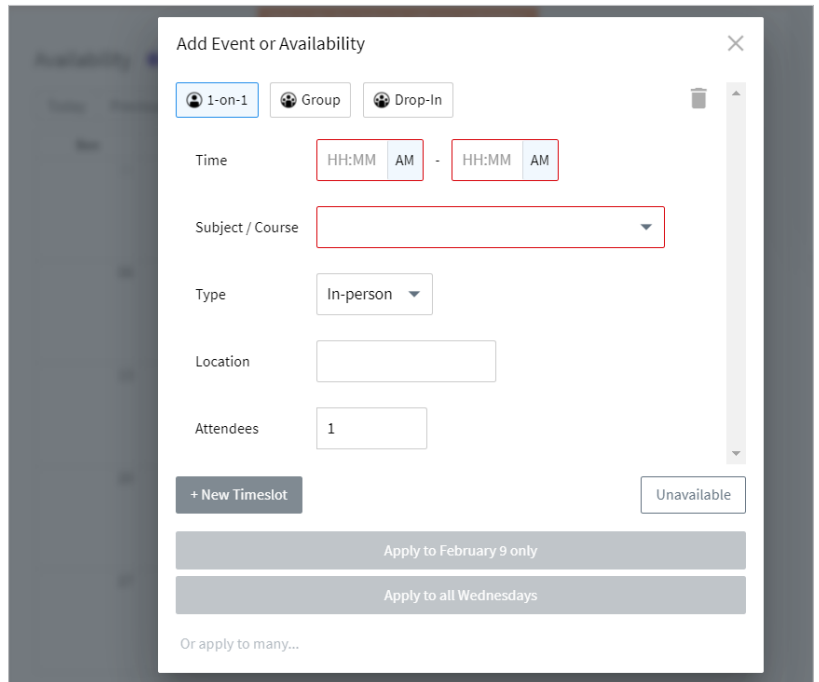 Add Event or Availability
1-on-1 Group Drop-In
Time HH:MM AM - HH:MM AM
Subject / Course
Type In-person
Location
Attendees 1
+ New Timeslot Unavailable
Apply to February 9 only
Apply to all Wednesdays
Or apply to many...